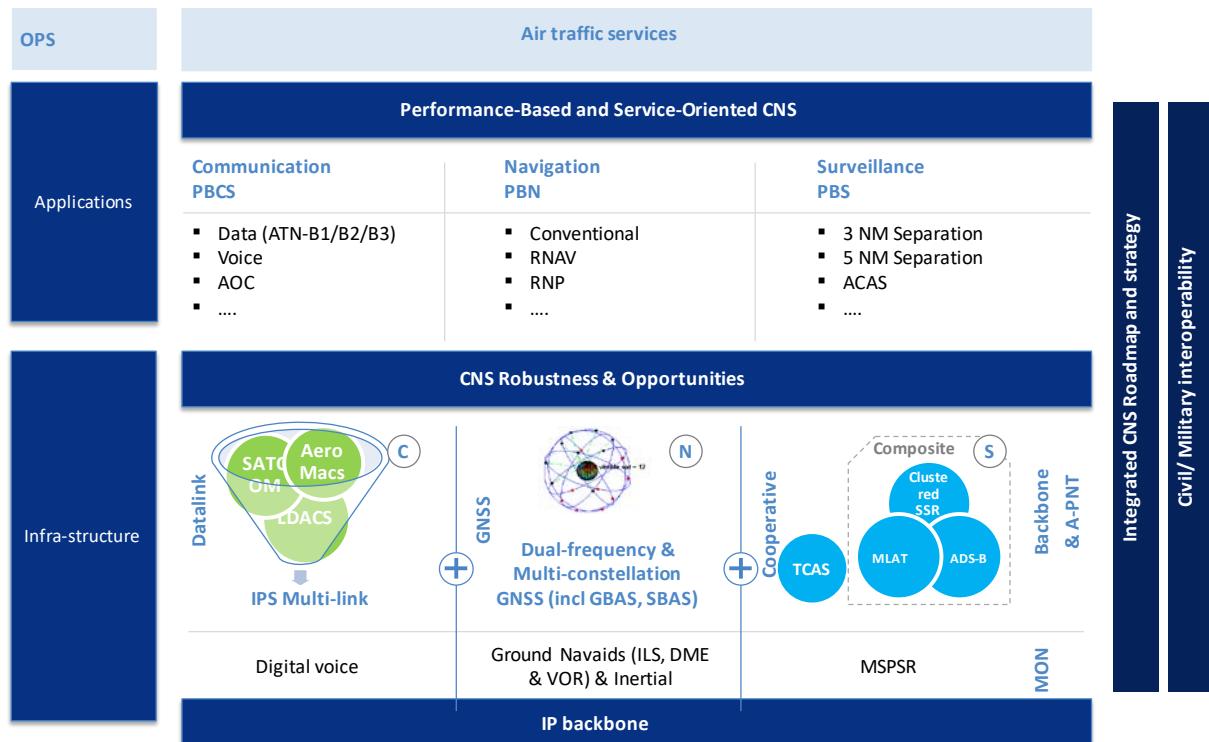 OPS
Air traffic services
Applications
Performance-Based and Service-Oriented CNS
Communication
PBCS
Data (ATN-B1/B2/B3)
Voice
AOC
....
Navigation
PBN
Conventional
RNAV
RNP
....
Surveillance
PBS
3 NM Separation
5 NM Separation
ACAS
....
Infra-structure
CNS Robustness & Opportunities
Datalink
C
SATC
OM
Aero
Macs
LDACS
IPS Multi-link
GNSS
N
Dual-frequency &
Multi-constellation
GNSS (incl GBAS, SBAS)
Cooperative
Composite
S
Cluste
red
SSR
TCAS
MLAT
ADS-B
Backbone
& A-PNT
Digital voice
Ground Navaids (ILS, DME
& VOR) & Inertial
MSPSR
MON
IP backbone
Integrated CNS Roadmap and strategy
Civil/ Military interoperability